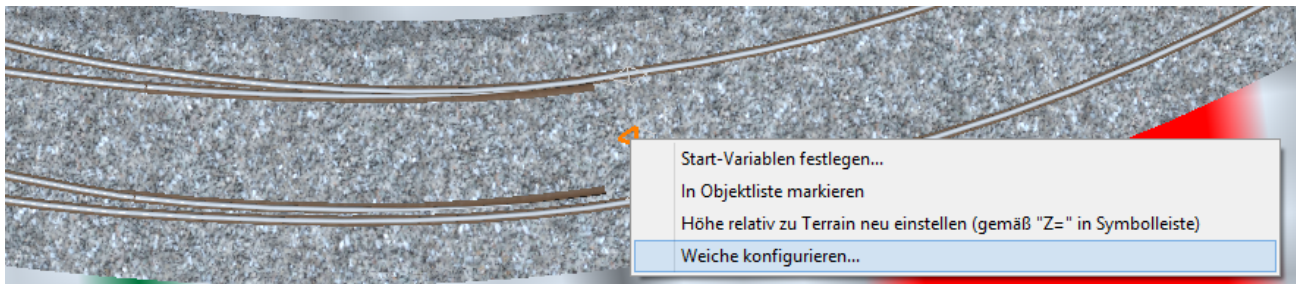 Start-Variablen festlegen...
In Objektliste markieren
Höhe relativ zu Terrain neu einstellen (gemäß "Z=" in Symbolleiste)
Weiche konfigurieren...